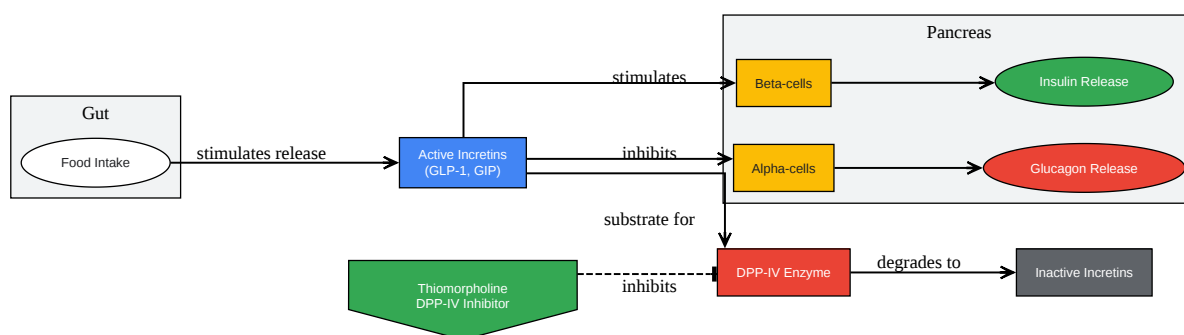 Pancreas
stimulates
Beta-cells
Insulin Release
Gut
Food Intake
stimulates release
Active Incretins
(GLP-1, GIP)
inhibits
Alpha-cells
Glucagon Release
substrate for
DPP-IV Enzyme
degrades to
Inactive Incretins
Thiomorpholine
DPP-IV Inhibitor
inhibits